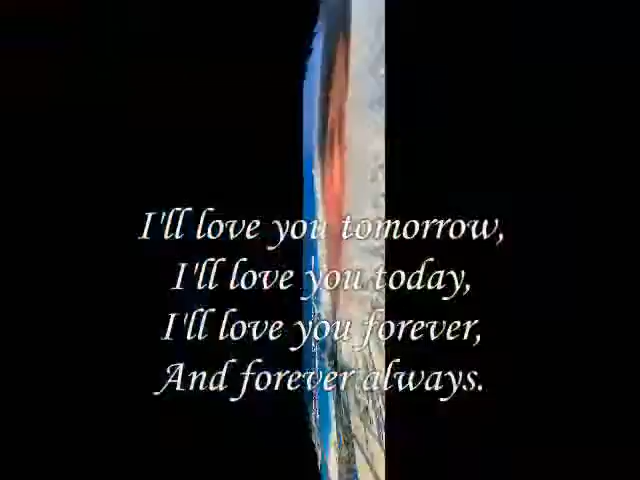 I'll love you tomorrow,
I'll love you today,
I'll love you forever,
And forever always.